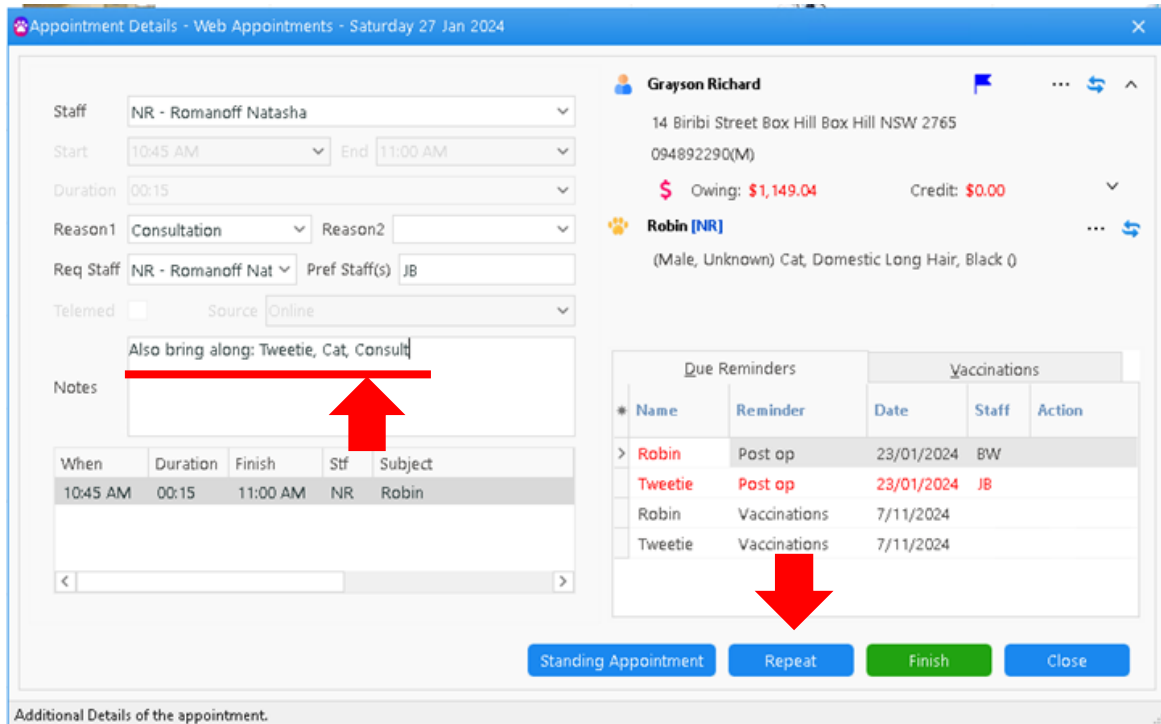 Appointment Details - Web Appointments - Saturday 27 Jan 2024
Staff NR - Romanoff Natasha
Start 10:45 AM End 11:00 AM
Duration 00:15
Reason1 Consultation Reason2
Req Staff NR - Romanoff Nat Pref Staff(s) JB
Telemed Source Online
Notes Also bring along: Tweetie, Cat, Consult
When Duration Finish Stf Subject
10:45 AM 00:15 11:00 AM NR Robin
Grayson Richard
14 Biribi Street Box Hill Box Hill NSW 2765
094892290(M)
$ Owing: $1,149.04 Credit: $0.00
Robin [NR]
(Male, Unknown) Cat, Domestic Long Hair, Black ()
Due Reminders Vaccinations
Name Reminder Date Staff Action
Robin Post op 23/01/2024 BW
Tweetie Post op 23/01/2024 JB
Robin Vaccinations 7/11/2024
Tweetie Vaccinations 7/11/2024
Standing Appointment Repeat Finish Close
Additional Details of the appointment.